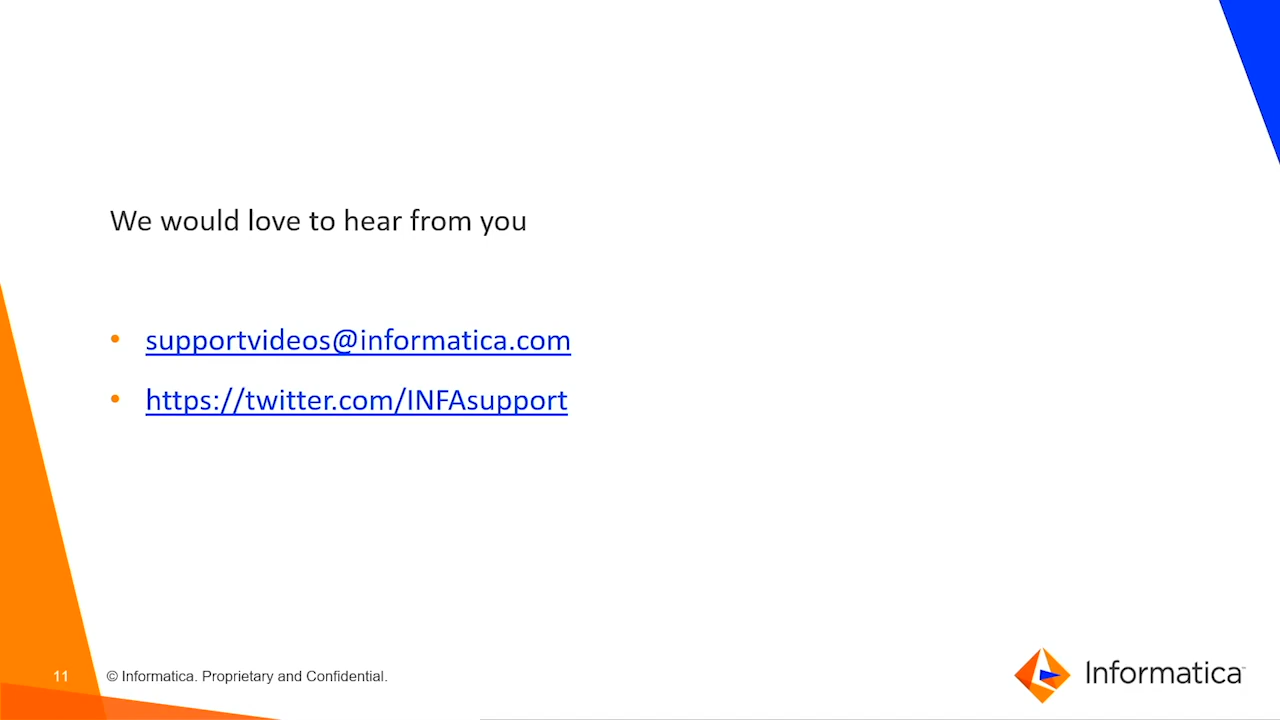 We would love to hear from you
• supportvideos@informatica.com
• https://twitter.com/INFAsupport
11 © Informatica. Proprietary and Confidential.
Informatica™